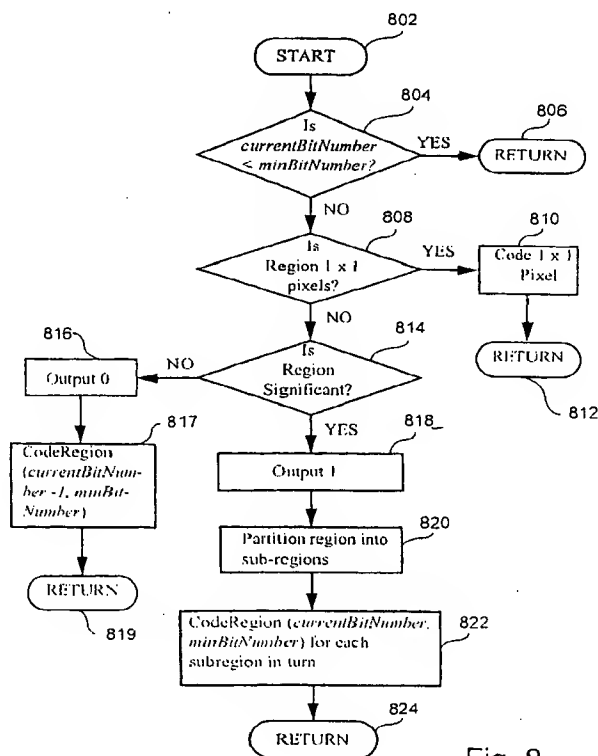 802
START
804
Is
currentBitNumber
< minBitNumber?
YES
806
RETURN
NO
808
Is
Region 1 x 1
pixels?
YES
810
Code 1 x 1
Pixel
NO
RETURN
812
814
Is
Region
Significant?
NO
816
Output 0
817
CodeRegion
(currentBitNum-
ber -1, minBit-
Number)
RETURN
819
YES
818
Output 1
820
Partition region into
sub-regions
CodeRegion (currentBitNumber,
minBitNumber) for each
subregion in turn
822
824
RETURN